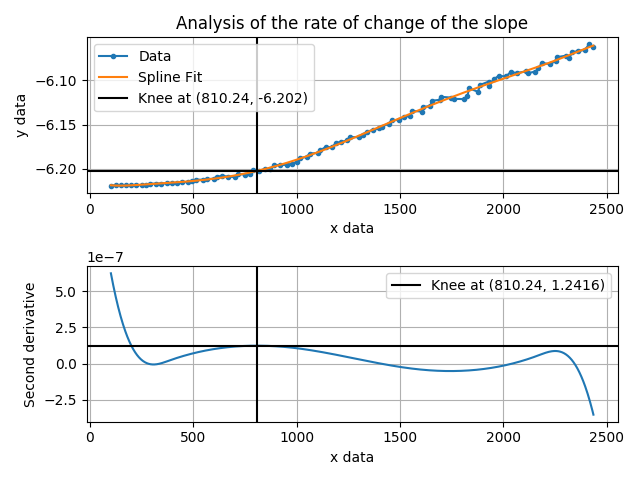 Analysis of the rate of change of the slope
Data
Spline Fit
Knee at (810.24, -6.202)
−6.10
−6.15
−6.20
y data
0 500 1000 1500 2000 2500
x data
1e−7
Knee at (810.24, 1.2416)
5.0
2.5
0.0
−2.5
Second derivative
0 500 1000 1500 2000 2500
x data